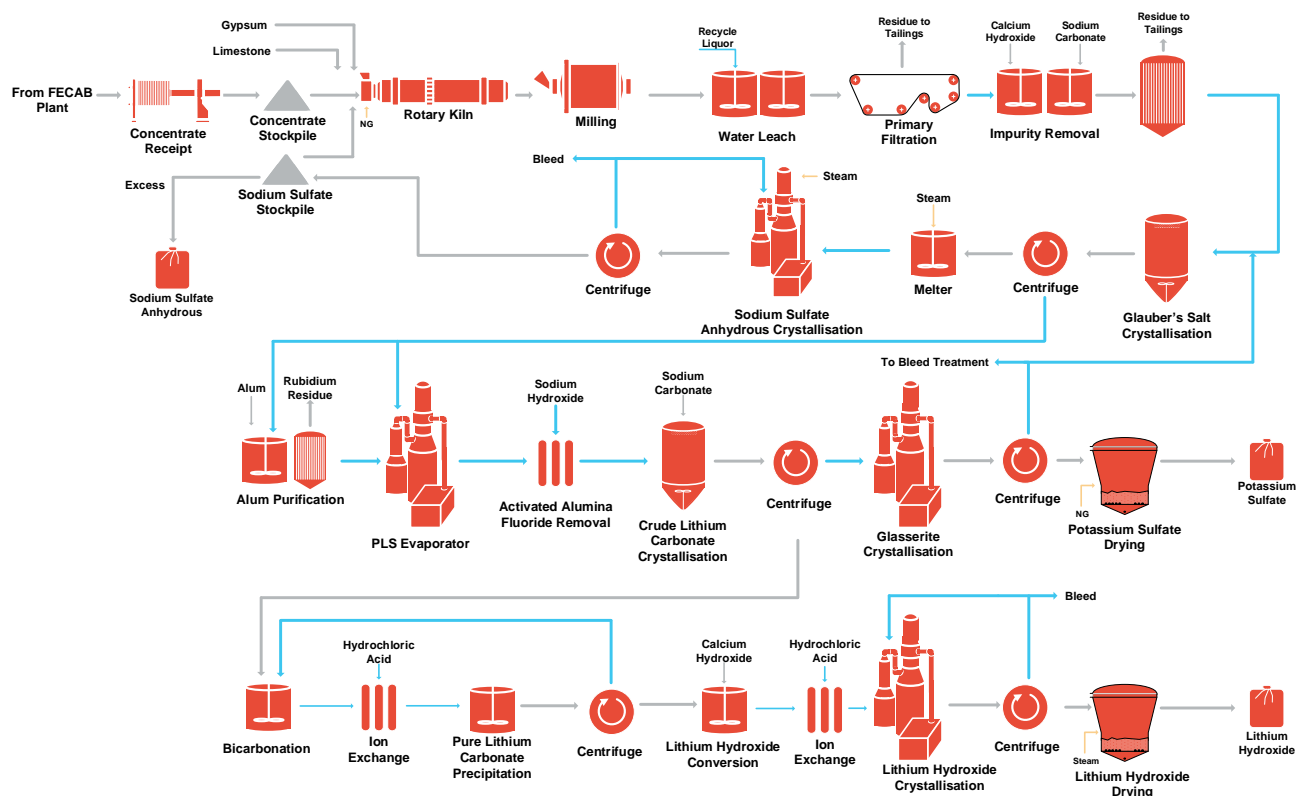 Gypsum
Limestone
From FECAB
Plant
Concentrate
Receipt
Concentrate
Stockpile
NG
Rotary Kiln
Milling
Recycle
Liquor
Water Leach
Residue to
Tailings
Primary
Filtration
Calcium
Hydroxide
Sodium
Carbonate
Impurity Removal
Residue to
Tailings
Excess
Sodium Sulfate
Stockpile
Sodium Sulfate
Anhydrous
Bleed
Centrifuge
Steam
Sodium Sulfate
Anhydrous Crystallisation
Steam
Melter
Centrifuge
Glauber's Salt
Crystallisation
To Bleed Treatment
Alum
Rubidium
Residue
Alum Purification
PLS Evaporator
Sodium
Hydroxide
Activated Alumina
Fluoride Removal
Sodium
Carbonate
Crude Lithium
Carbonate
Crystallisation
Centrifuge
Glasserite
Crystallisation
Centrifuge
NG
Potassium Sulfate
Drying
Potassium
Sulfate
Bicarbonation
Hydrochloric
Acid
Ion
Exchange
Pure Lithium
Carbonate
Precipitation
Centrifuge
Calcium
Hydroxide
Lithium Hydroxide
Conversion
Hydrochloric
Acid
Ion
Exchange
Lithium Hydroxide
Crystallisation
Bleed
Centrifuge
Steam
Lithium Hydroxide
Drying
Lithium
Hydroxide